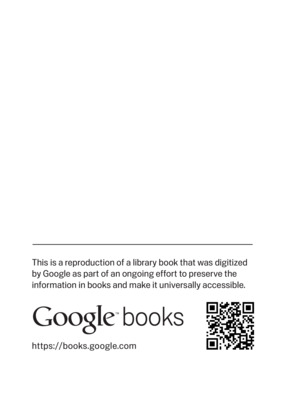 This is a reproduction of a library book that was digitized
by Google as part of an ongoing effort to preserve the
information in books and make it universally accessible.
Google™ books
https://books.google.com